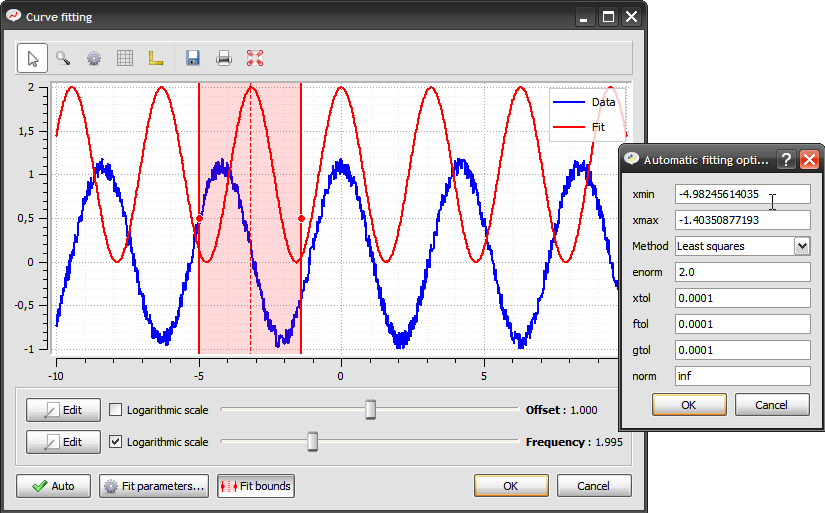 Curve fitting
2
1,5
1
0,5
0
-0,5
-1
-10
-5
0
5
Data
Fit
Edit Logarithmic scale Offset : 1.000
Edit Logarithmic scale Frequency : 1.995
Auto Fit parameters... Fit bounds OK Cancel
Automatic fitting opti... ?
xmin -4.98245614035
xmax -1.40350877193
Method Least squares
enorm 2.0
xtol 0.0001
ftol 0.0001
gtol 0.0001
norm inf
OK Cancel